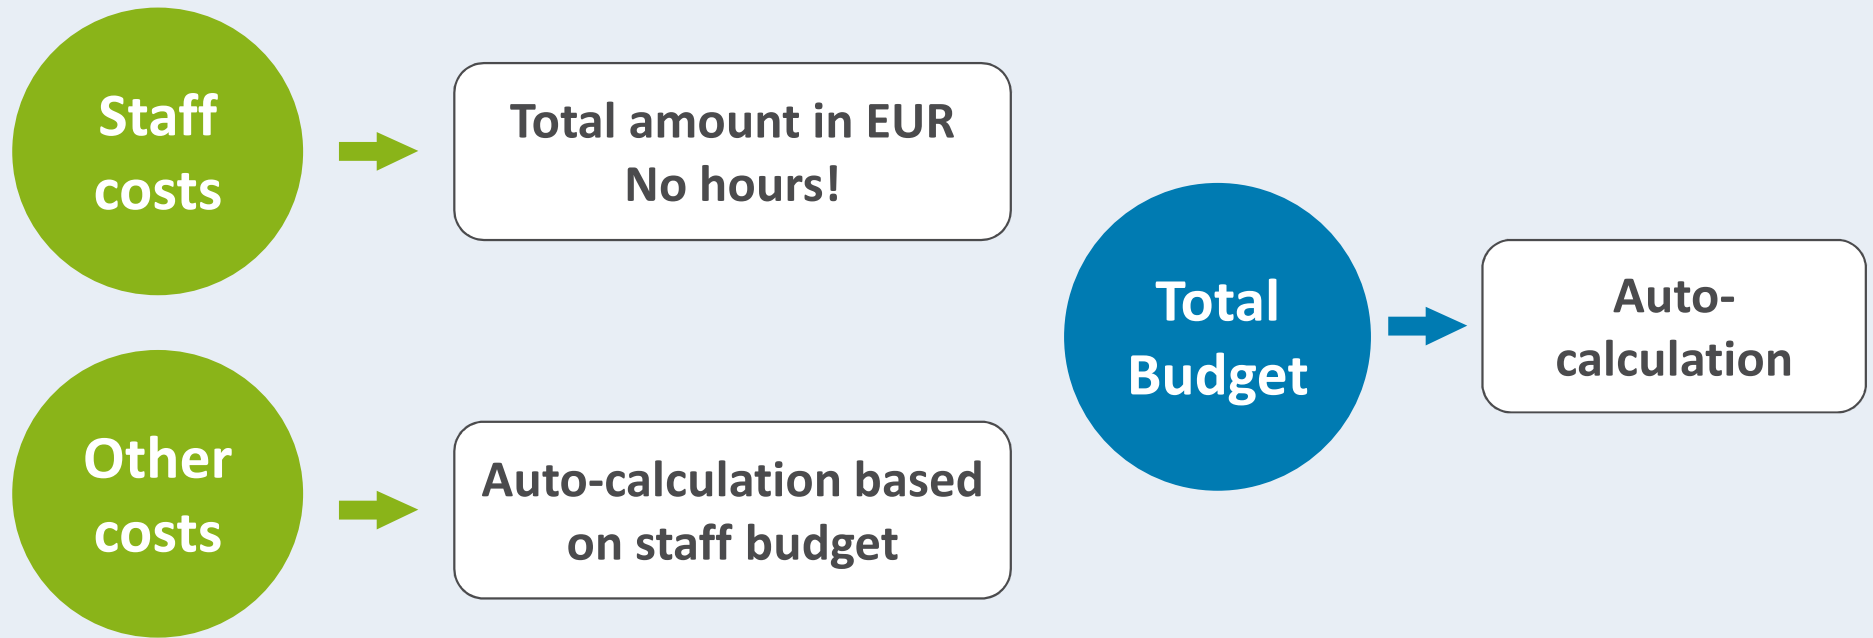 Staff
costs
Total amount in EUR
No hours!
Other
costs
Auto-calculation based
on staff budget
Total
Budget
Auto-
calculation